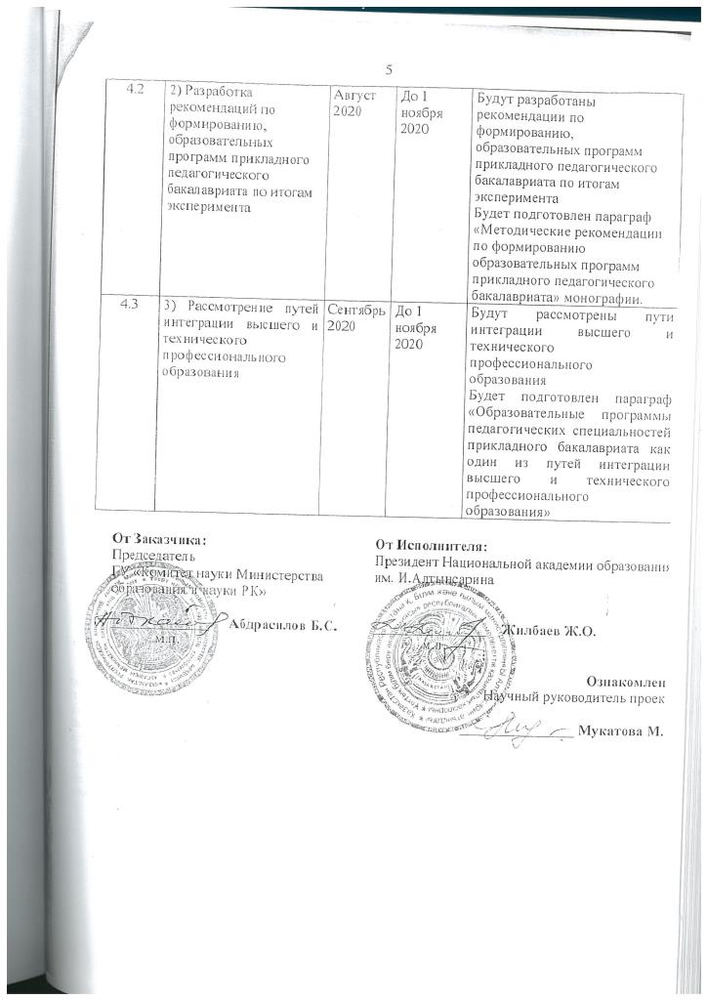 5
4.2
2) Разработка
рекомендаций по
формированию,
образовательных
программ прикладного
педагогического
бакалавриата по итогам
эксперимента
Август
2020
До 1
ноября
2020
Будут разработаны
рекомендации по
формированию,
образовательных программ
прикладного педагогического
бакалавриата по итогам
эксперимента
Будет подготовлен параграф
«Методические рекомендации
по формированию
образовательных программ
прикладного педагогического
бакалавриата» монографии.
4.3
3) Рассмотрение путей
интеграции высшего и
технического
профессионального
образования
Сентябрь
2020
До 1
ноября
2020
Будут рассмотрены пути
интеграции высшего и
технического
профессионального
образования
Будет подготовлен параграф
«Образовательные программы
педагогических специальностей
прикладного бакалавриата как
один из путей интеграции
высшего и технического
профессионального
образования»
От Заказчика:
Председатель
ГУ «Комитет науки Министерства
образования и науки РК»
Абдрасилов Б.С.
М.П.
От Исполнителя:
Президент Национальной академии образования
им. И.Алтынсарина
Жилбаев Ж.О.
М.П.
Ознакомлен
Научный руководитель проек
Мукатова М.